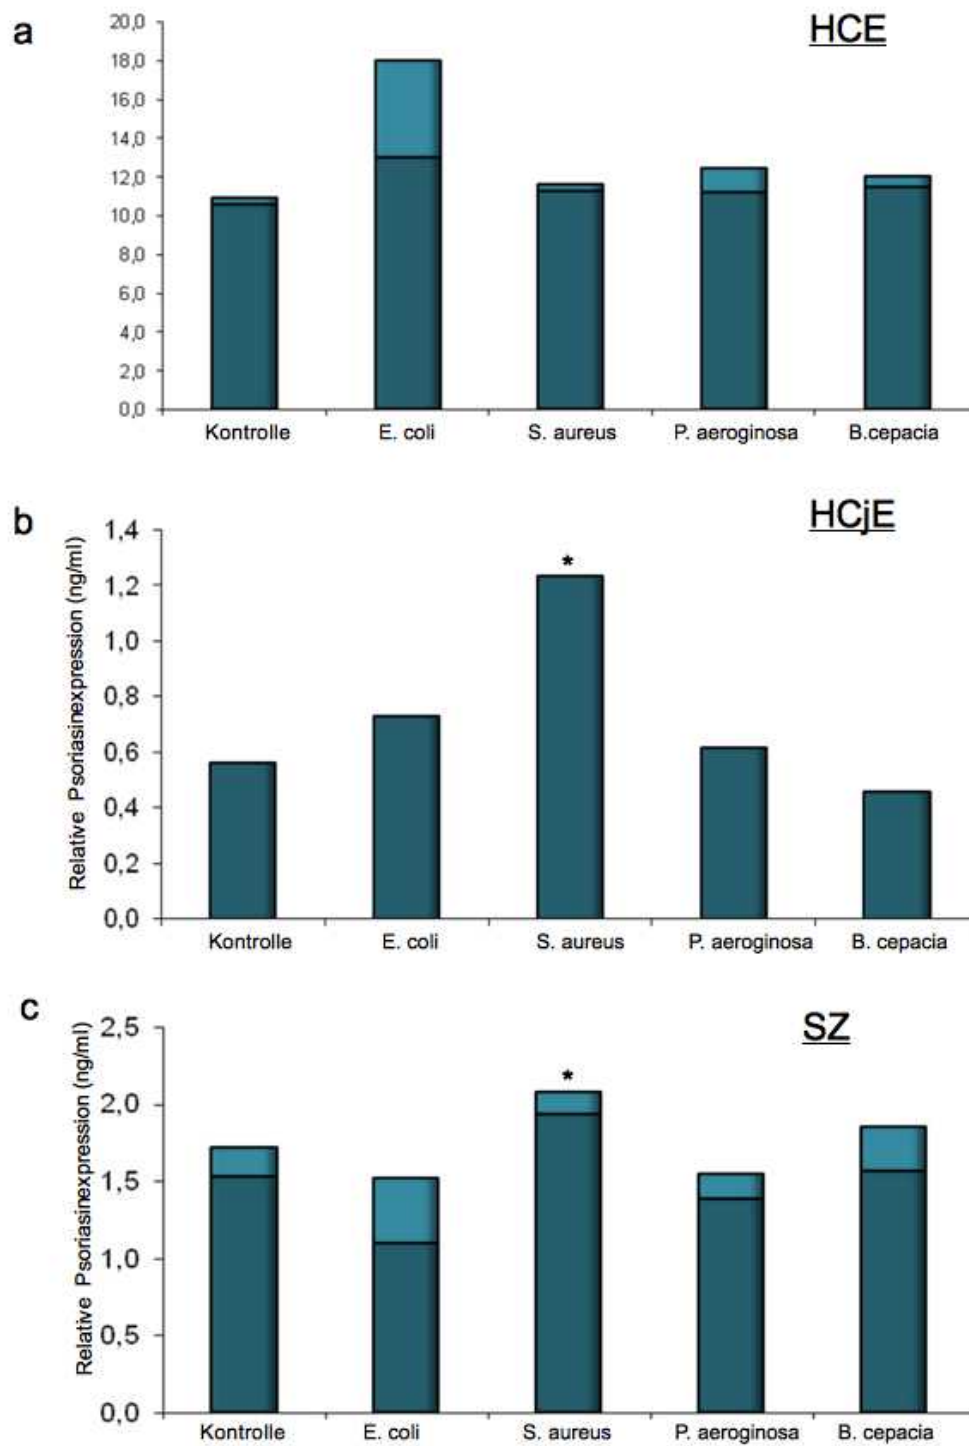 a
HCE
20,0
18,0
16,0
14,0
12,0
10,0
8,0
6,0
4,0
2,0
0,0
Kontrolle E. coli S. aureus P. aeroginosa B.cepacia
b
HCjE
Relative Psoriasinexpression (ng/ml)
1,4
1,2
1,0
0,8
0,6
0,4
0,2
0,0
*
Kontrolle E. coli S. aureus P. aeroginosa B. cepacia
c
SZ
Relative Psoriasinexpression (ng/ml)
2,5
2,0
1,5
1,0
0,5
0,0
*
Kontrolle E. coli S. aureus P. aeroginosa B. cepacia